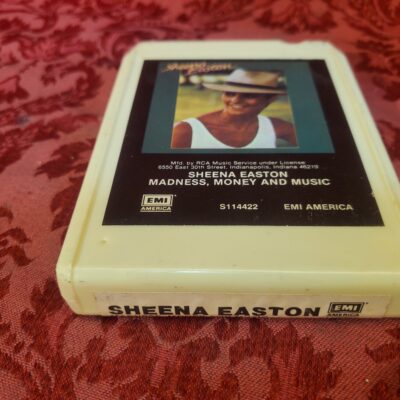 Sheena
Easton
Mfd. by RCA Music Service under License
6550 East 30th Street, Indianapolis, Indiana 46219
SHEENA EASTON
MADNESS, MONEY AND MUSIC
EMI
AMERICA
S114422
EMI AMERICA
SHEENA EASTON
EMI
AMERICA